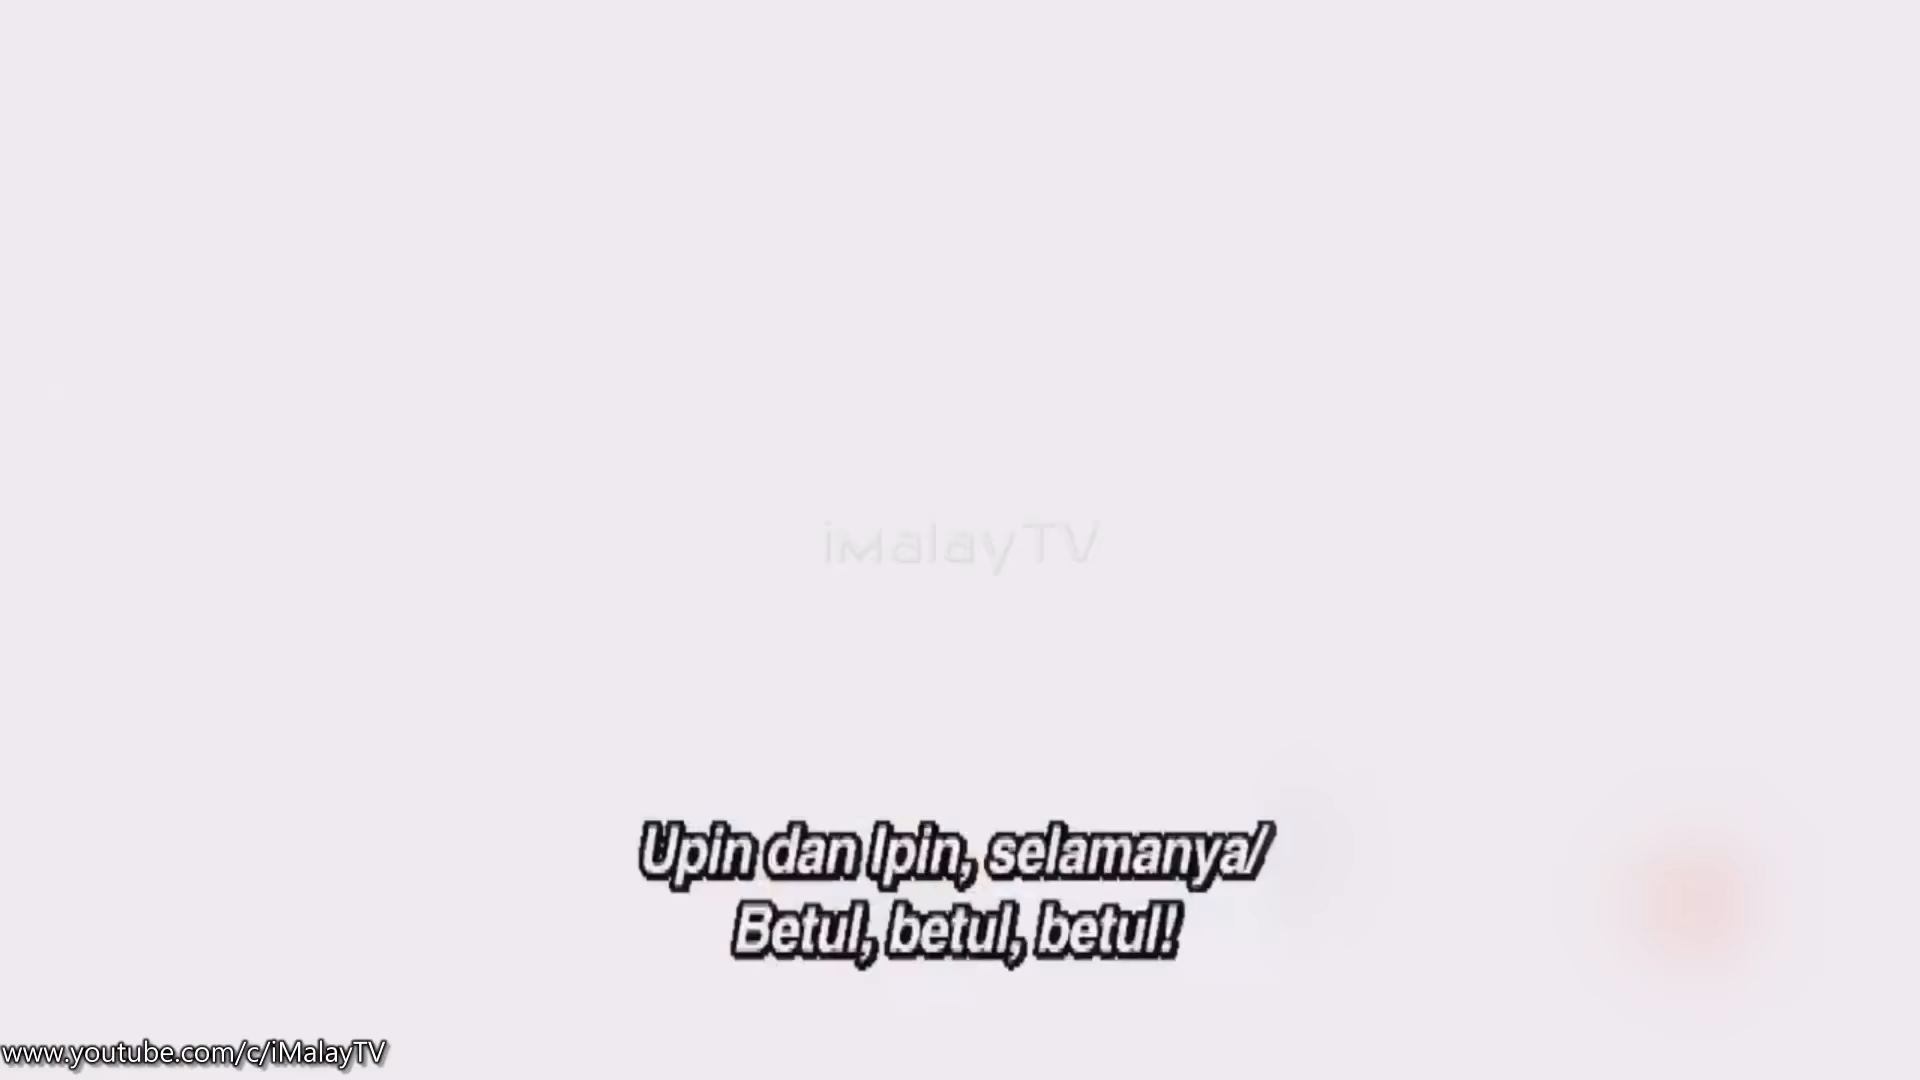 iMalayTV
Upin dan Ipin, selamanya/
Betul, betul, betul!
www.youtube.com/c/iMalayTV